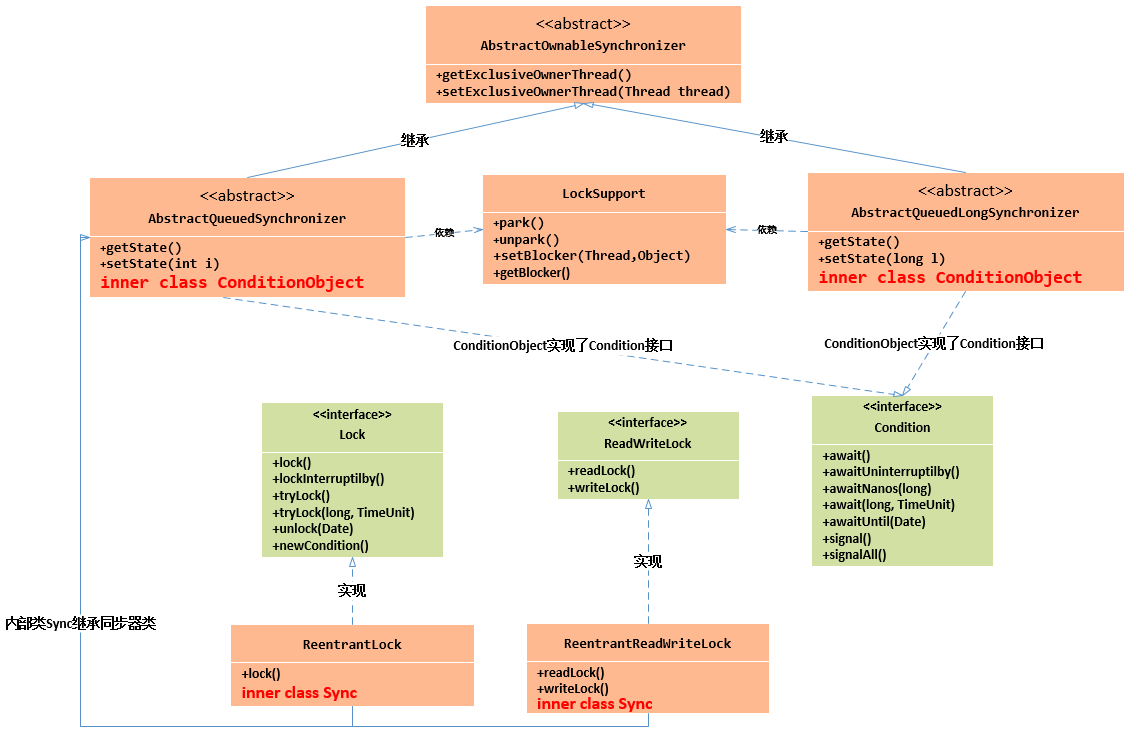 <<abstract>>
AbstractOwnableSynchronizer
+getExclusiveOwnerThread()
+setExclusiveOwnerThread(Thread thread)
继承
继承
<<abstract>>
AbstractQueuedSynchronizer
+getState()
+setState(int i)
inner class ConditionObject
依赖
LockSupport
+park()
+unpark()
+setBlocker(Thread,Object)
+getBlocker()
依赖
<<abstract>>
AbstractQueuedLongSynchronizer
+getState()
+setState(long l)
inner class ConditionObject
ConditionObject实现了Condition接口
ConditionObject实现了Condition接口
<<interface>>
Lock
+lock()
+lockInterruptilby()
+tryLock()
+tryLock(long, TimeUnit)
+unlock(Date)
+newCondition()
<<interface>>
ReadWriteLock
+readLock()
+writeLock()
<<interface>>
Condition
+await()
+awaitUninterruptilby()
+awaitNanos(long)
+await(long, TimeUnit)
+awaitUntil(Date)
+signal()
+signalAll()
实现
实现
内部类Sync继承同步器类
ReentrantLock
+lock()
inner class Sync
ReentrantReadWriteLock
+readLock()
+writeLock()
inner class Sync